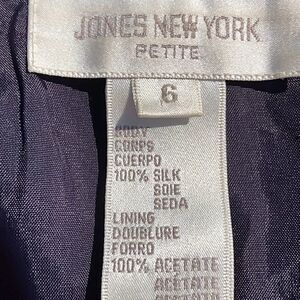 JONES NEW YORK
PETITE
6
BODY
CORPS
CUERPO
100% SILK
SOIE
SEDA
LINING
DOUBLURE
FORRO
100% ACETATE
ACÉTATE